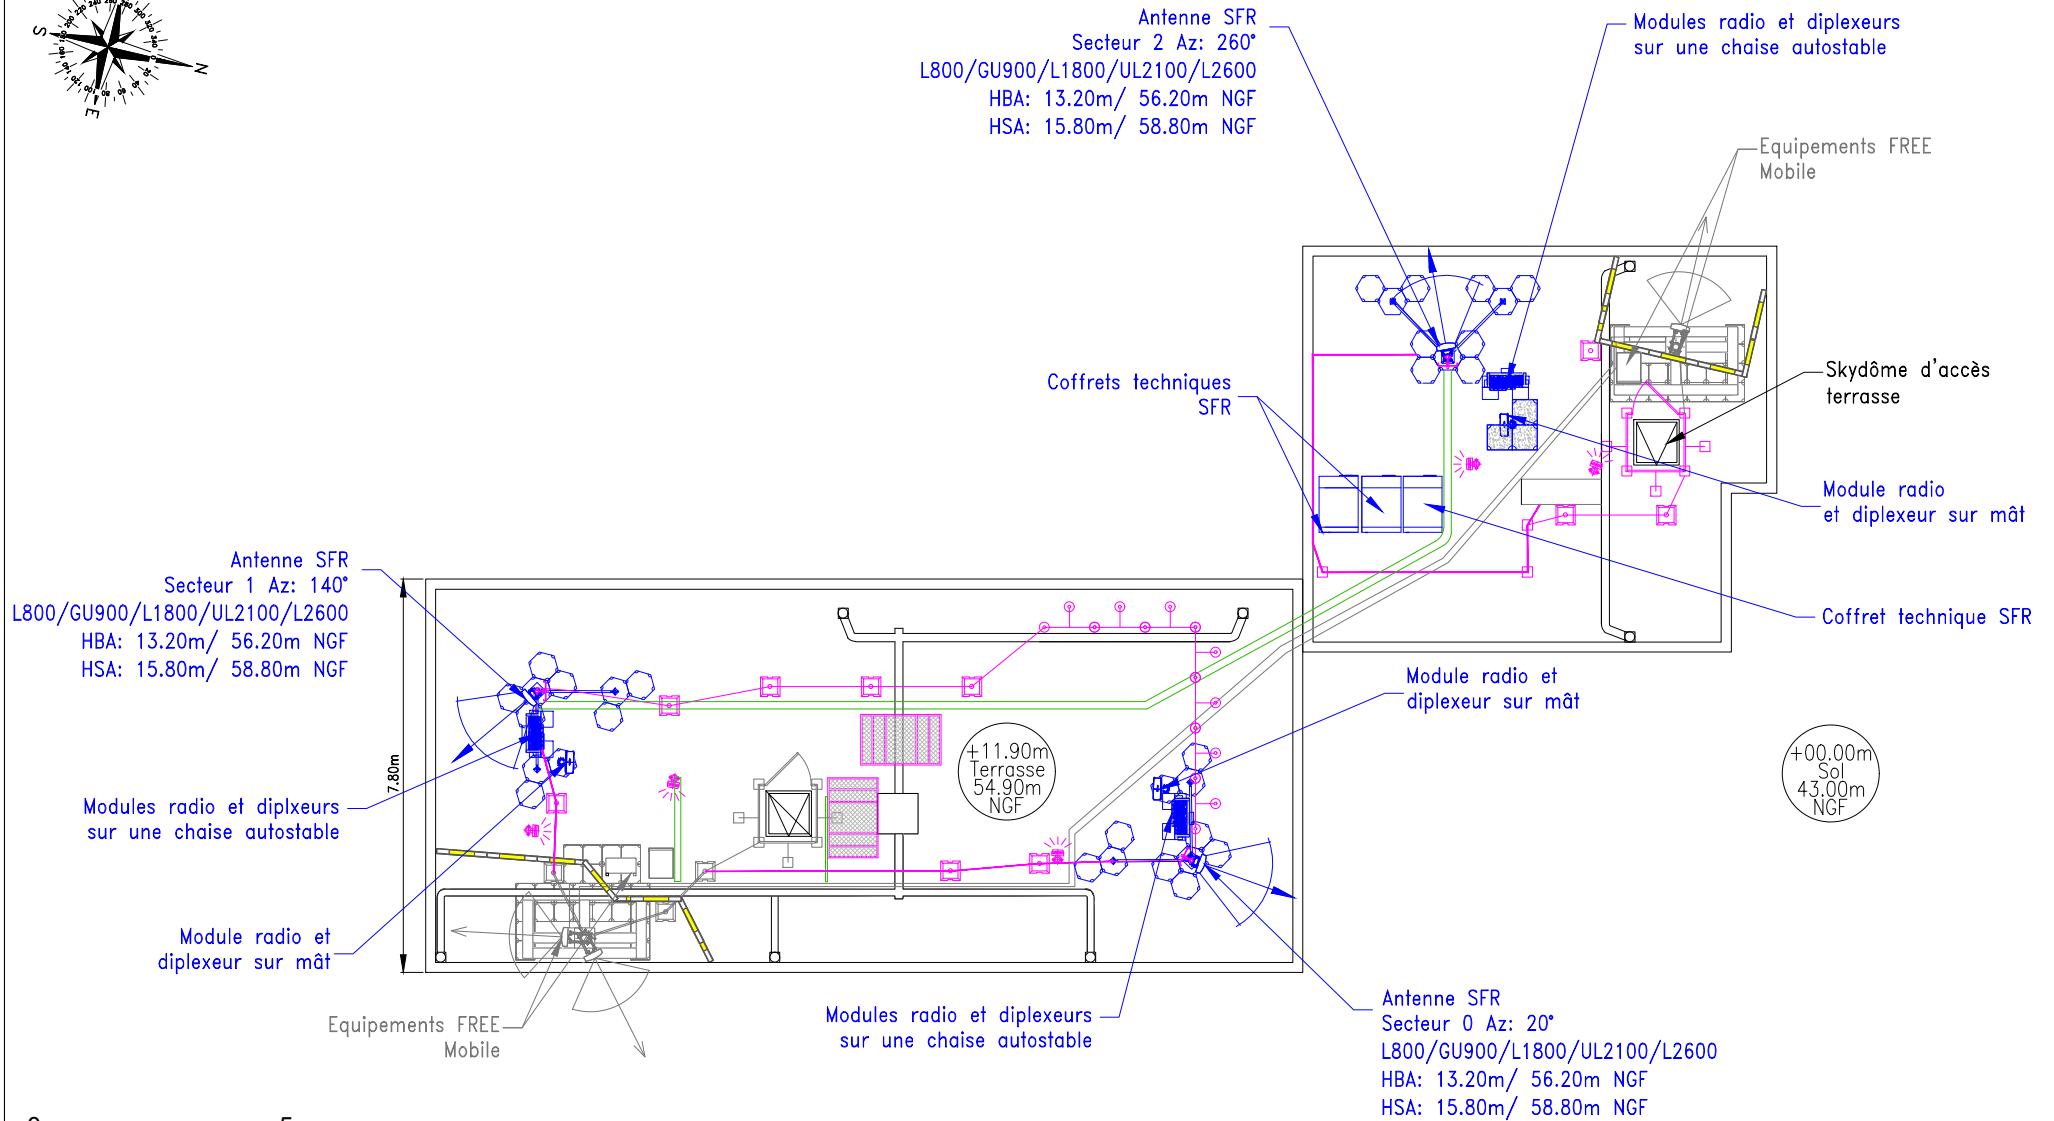 S
N
E
Antenne SFR
Secteur 2 Az: 260°
L800/GU900/L1800/UL2100/L2600
HBA: 13.20m/ 56.20m NGF
HSA: 15.80m/ 58.80m NGF
Modules radio et diplexeurs
sur une chaise autostable
Equipements FREE
Mobile
Coffrets techniques
SFR
Skydôme d'accès
terrasse
Module radio
et diplexeur sur mât
Coffret technique SFR
Antenne SFR
Secteur 1 Az: 140°
L800/GU900/L1800/UL2100/L2600
HBA: 13.20m/ 56.20m NGF
HSA: 15.80m/ 58.80m NGF
Module radio et
diplexeur sur mât
7.80m
+11.90m
Terrasse
54.90m
NGF
+00.00m
Sol
43.00m
NGF
Modules radio et diplxeurs
sur une chaise autostable
Module radio et
diplexeur sur mât
Equipements FREE
Mobile
Modules radio et diplexeurs
sur une chaise autostable
Antenne SFR
Secteur 0 Az: 20°
L800/GU900/L1800/UL2100/L2600
HBA: 13.20m/ 56.20m NGF
HSA: 15.80m/ 58.80m NGF